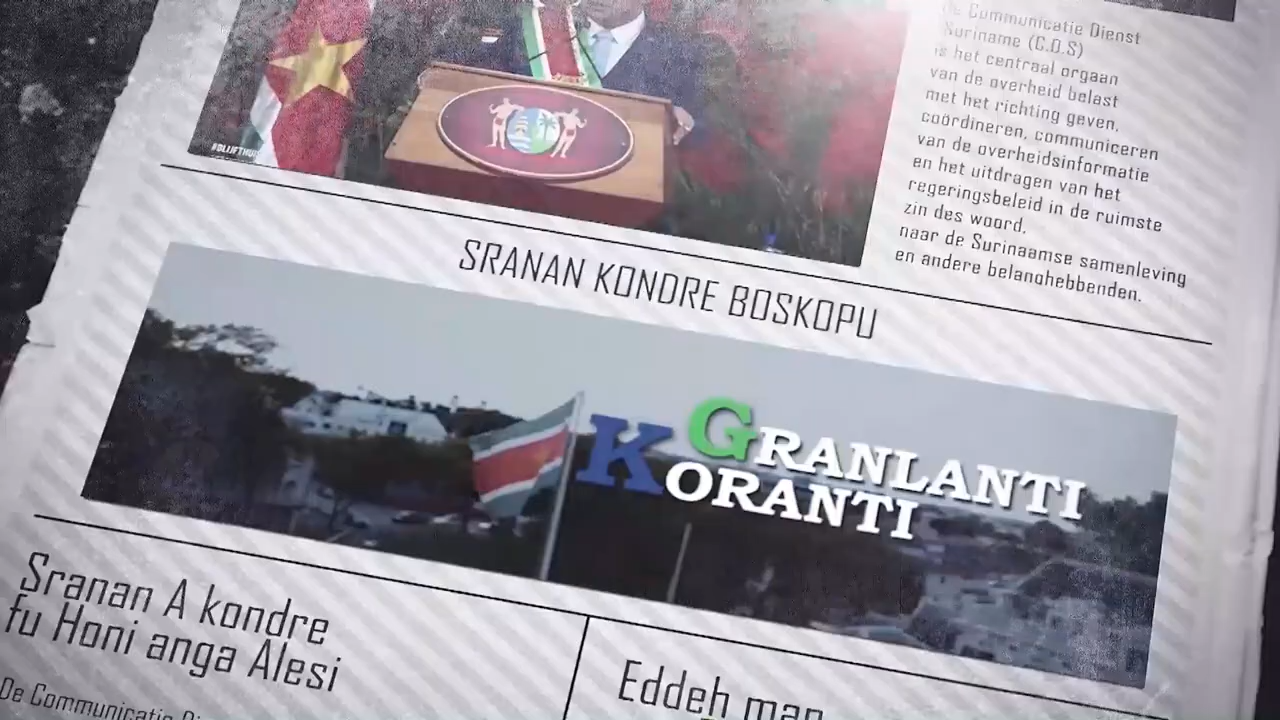 De Communicatie Dienst
Suriname (C.D.S)
is het centraal orgaan
van de overheid belast
met het richting geven,
coördineren, communiceren
van de overheidsinformatie
en het uitdragen van het
regeringsbeleid in de ruimste
zin des woord,
naar de Surinaamse samenleving
en andere belanghebbenden.
SRANAN KONDRE BOSKOPU
GRANLANTI
KORANTI
Sranan A kondre
fu Honi anga Alesi
De Communicatie
Eddeh man